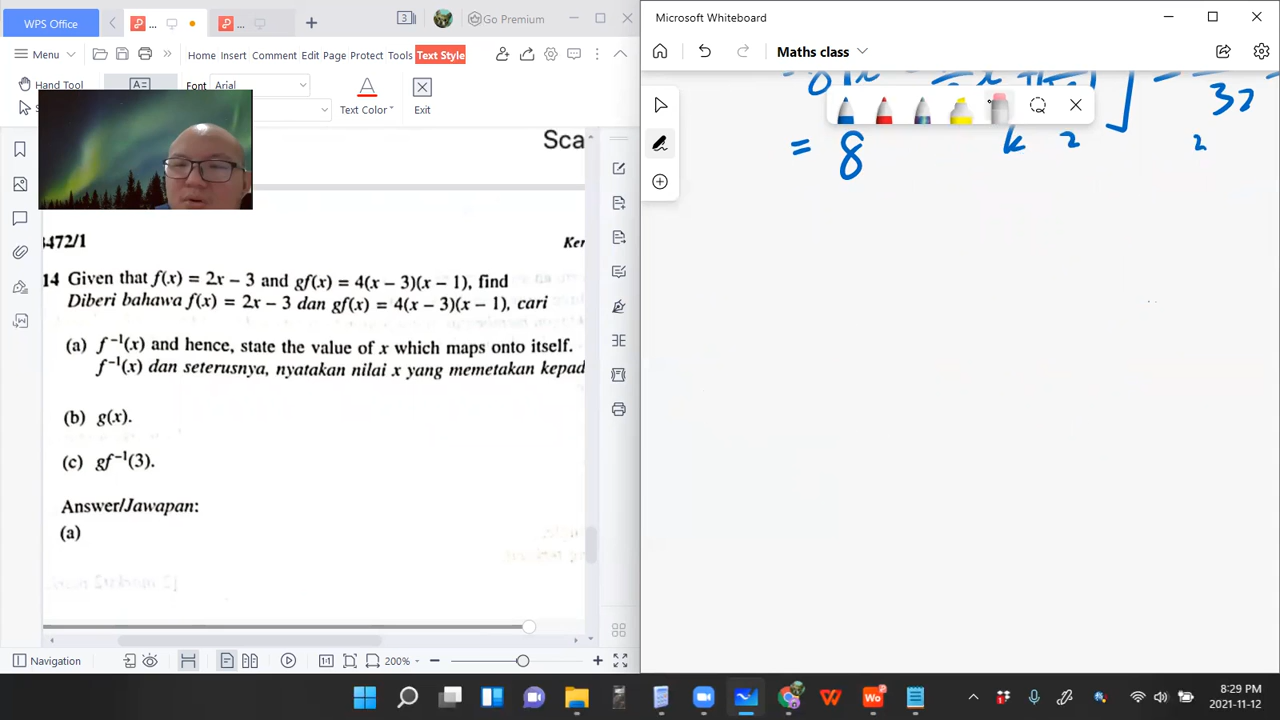 WPS Office
...
...
3
Go Premium
Menu
Home Insert Comment Edit Page Protect Tools Text Style
Hand Tool
Font Arial
Text Color
Exit
Sca
3472/1
Ker
14 Given that f(x) = 2x − 3 and gf(x) = 4(x − 3)(x − 1), find
Diberi bahawa f(x) = 2x − 3 dan gf(x) = 4(x − 3)(x − 1), cari
(a) f⁻¹(x) and hence, state the value of x which maps onto itself.
f⁻¹(x) dan seterusnya, nyatakan nilai x yang memetakan kepad
(b) g(x).
(c) gf⁻¹(3).
Answer/Jawapan:
(a)
Navigation
200%
Microsoft Whiteboard
Maths class
32
= 8
k 2
2
8:29 PM
2021-11-12